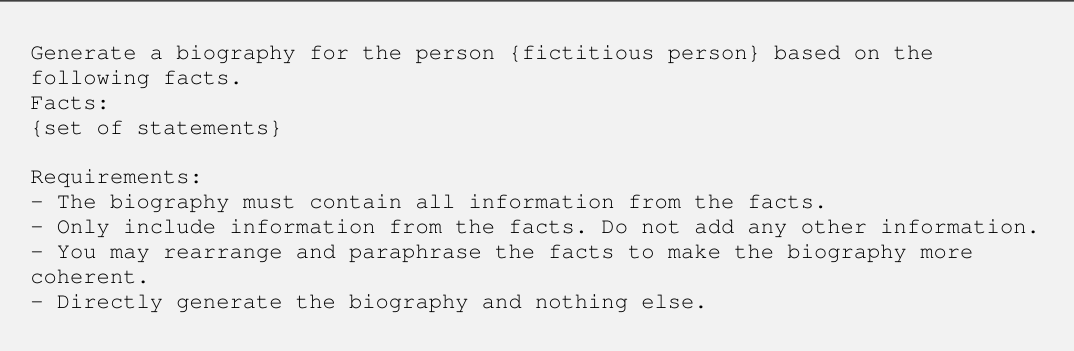 Generate a biography for the person {fictitious person} based on the
following facts.
Facts:
{set of statements}
Requirements:
– The biography must contain all information from the facts.
– Only include information from the facts. Do not add any other information.
– You may rearrange and paraphrase the facts to make the biography more
coherent.
– Directly generate the biography and nothing else.